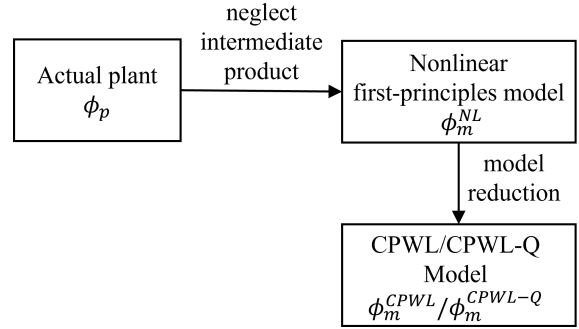 neglect
intermediate
product
Actual plant
ϕ_p
Nonlinear
first-principles model
ϕ_m^{NL}
model
reduction
CPWL/CPWL-Q
Model
ϕ_m^{CPWL}/ϕ_m^{CPWL-Q}